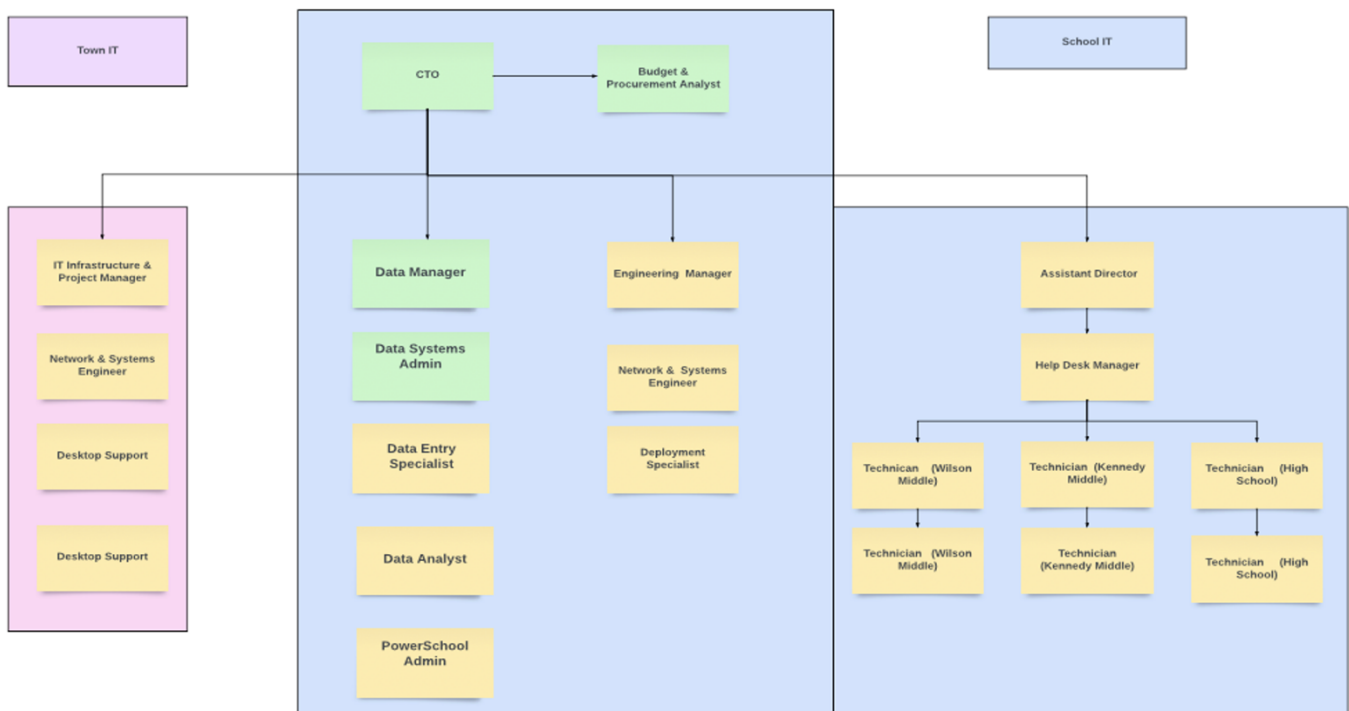 Town IT
School IT
CTO
Budget &
Procurement Analyst
IT Infrastructure &
Project Manager
Network & Systems
Engineer
Desktop Support
Desktop Support
Data Manager
Data Systems
Admin
Data Entry
Specialist
Data Analyst
PowerSchool
Admin
Engineering Manager
Network & Systems
Engineer
Deployment
Specialist
Assistant Director
Help Desk Manager
Technican (Wilson
Middle)
Technician (Kennedy
Middle)
Technician (High
School)
Technician (Wilson
Middle)
Technician
(Kennedy Middle)
Technician (High
School)